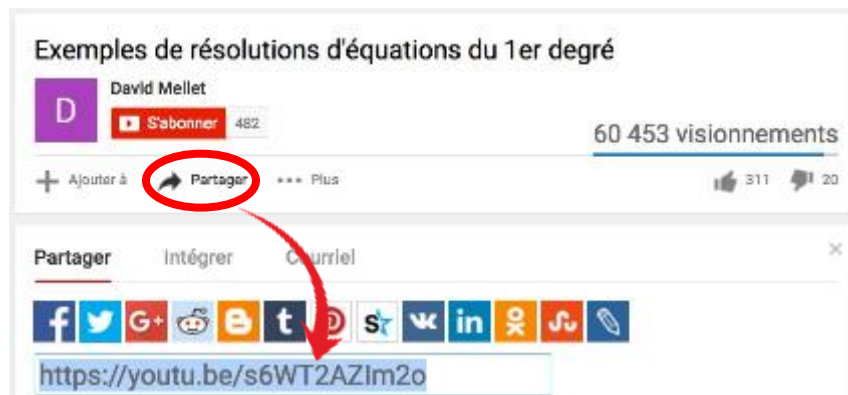 Exemples de résolutions d'équations du 1er degré
David Mellet
D
S'abonner 482
60 453 visionnements
Ajouter à Partager Plus 311 20
Partager Intégrer Courriel
https://youtu.be/s6WT2AZIm2o